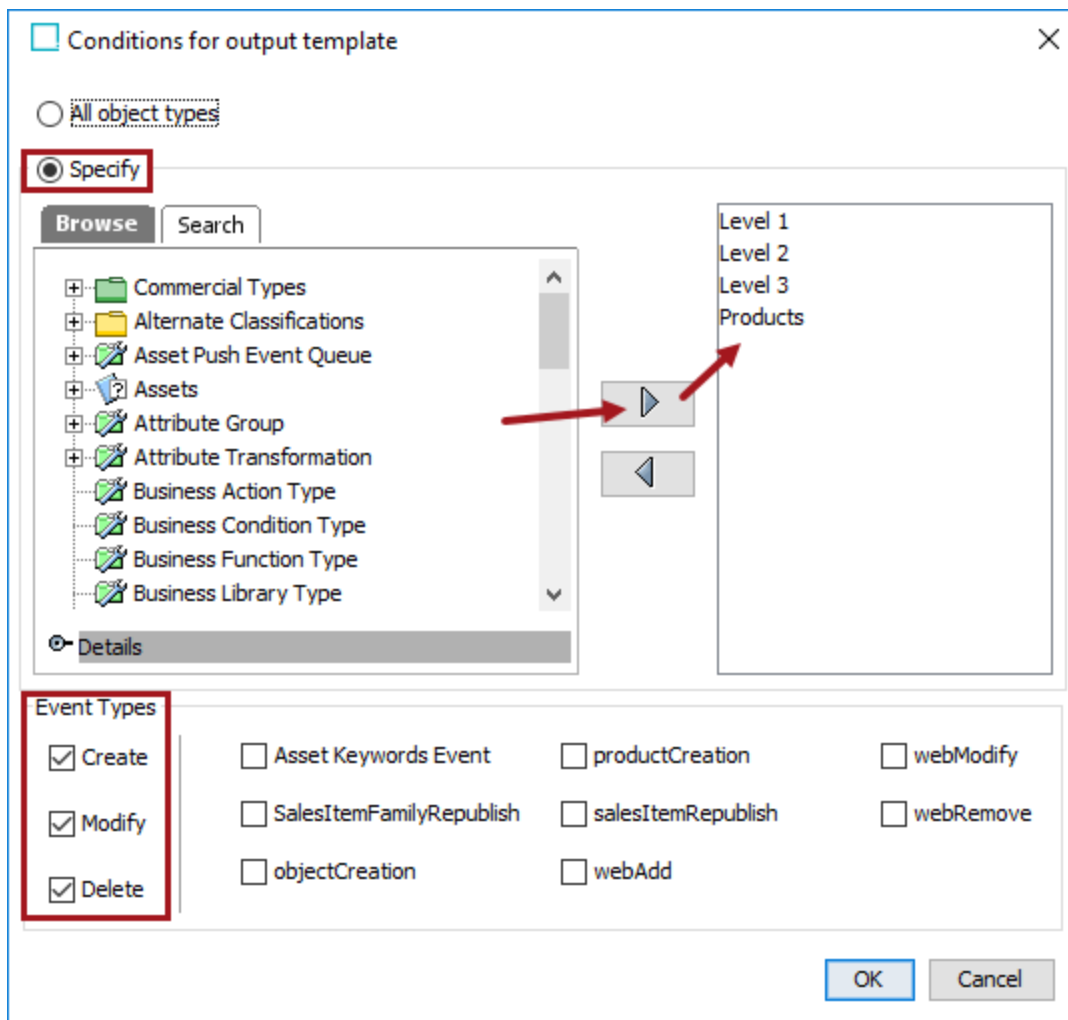 Conditions for output template
All object types
Specify
Browse
Search
Commercial Types
Alternate Classifications
Asset Push Event Queue
Assets
Attribute Group
Attribute Transformation
Business Action Type
Business Condition Type
Business Function Type
Business Library Type
Details
Level 1
Level 2
Level 3
Products
Event Types
Create
Modify
Delete
Asset Keywords Event
productCreation
webModify
SalesItemFamilyRepublish
salesItemRepublish
webRemove
objectCreation
webAdd
OK
Cancel